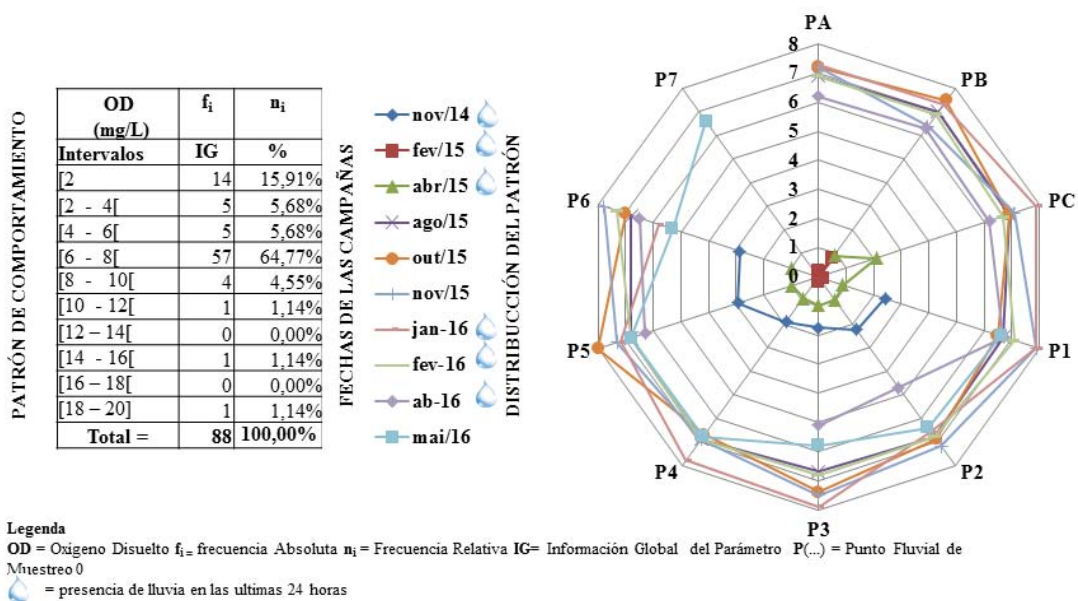 PATRÓN DE COMPORTAMIENTO
OD (mg/L) f i n i
Intervalos IG %
[2 14 15,91%
[2 - 4[ 5 5,68%
[4 - 6[ 5 5,68%
[6 - 8[ 57 64,77%
[8 - 10[ 4 4,55%
[10 - 12[ 1 1,14%
[12 – 14[ 0 0,00%
[14 - 16[ 1 1,14%
[16 – 18[ 0 0,00%
[18 – 20] 1 1,14%
Total = 88 100,00%
FECHAS DE LAS CAMPAÑAS
nov/14
fev/15
abr/15
ago/15
out/15
nov/15
jan-16
fev-16
ab-16
mai/16
DISTRIBUCCIÓN DEL PATRÓN
PA
PB
PC
P1
P2
P3
P4
P5
P6
P7
8
7
6
5
4
3
2
1
0
Legenda
OD = Oxígeno Disuelto f i = frecuencia Absoluta n i = Frecuencia Relativa IG= Información Global del Parámetro P(...) = Punto Fluvial de
Muestreo 0
= presencia de lluvia en las ultimas 24 horas